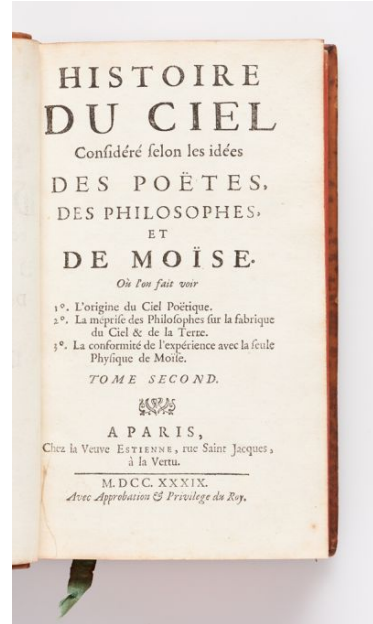 HISTOIRE
DU CIEL
Conſidéré ſelon les idées
DES POËTES,
DES PHILOSOPHES,
ET
DE MOÏSE.
Où l'on fait voir
1º. L'origine du Ciel Poëtique.
2º. La mépriſe des Philoſophes ſur la fabrique
du Ciel & de la Terre.
3º. La conformité de l'expérience avec la ſeule
Phyſique de Moïſe.
TOME SECOND.
A PARIS,
Chez la Veuve ESTIENNE, rue Saint Jacques,
à la Vertu.
M. DCC. XXXIX.
Avec Approbation & Privilege du Roy.